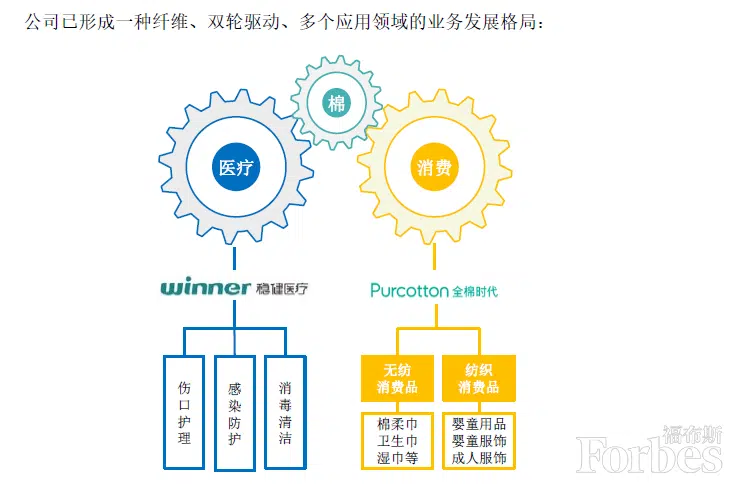 公司已形成一种纤维、双轮驱动、多个应用领域的业务发展格局：
棉
医疗
消费
winner 稳健医疗
Purcotton 全棉时代
伤口护理
感染防护
消毒清洁
无纺
消费品
纺织
消费品
棉柔巾
卫生巾
湿巾等
婴童用品
婴童服饰
成人服饰
福布斯
Forbes